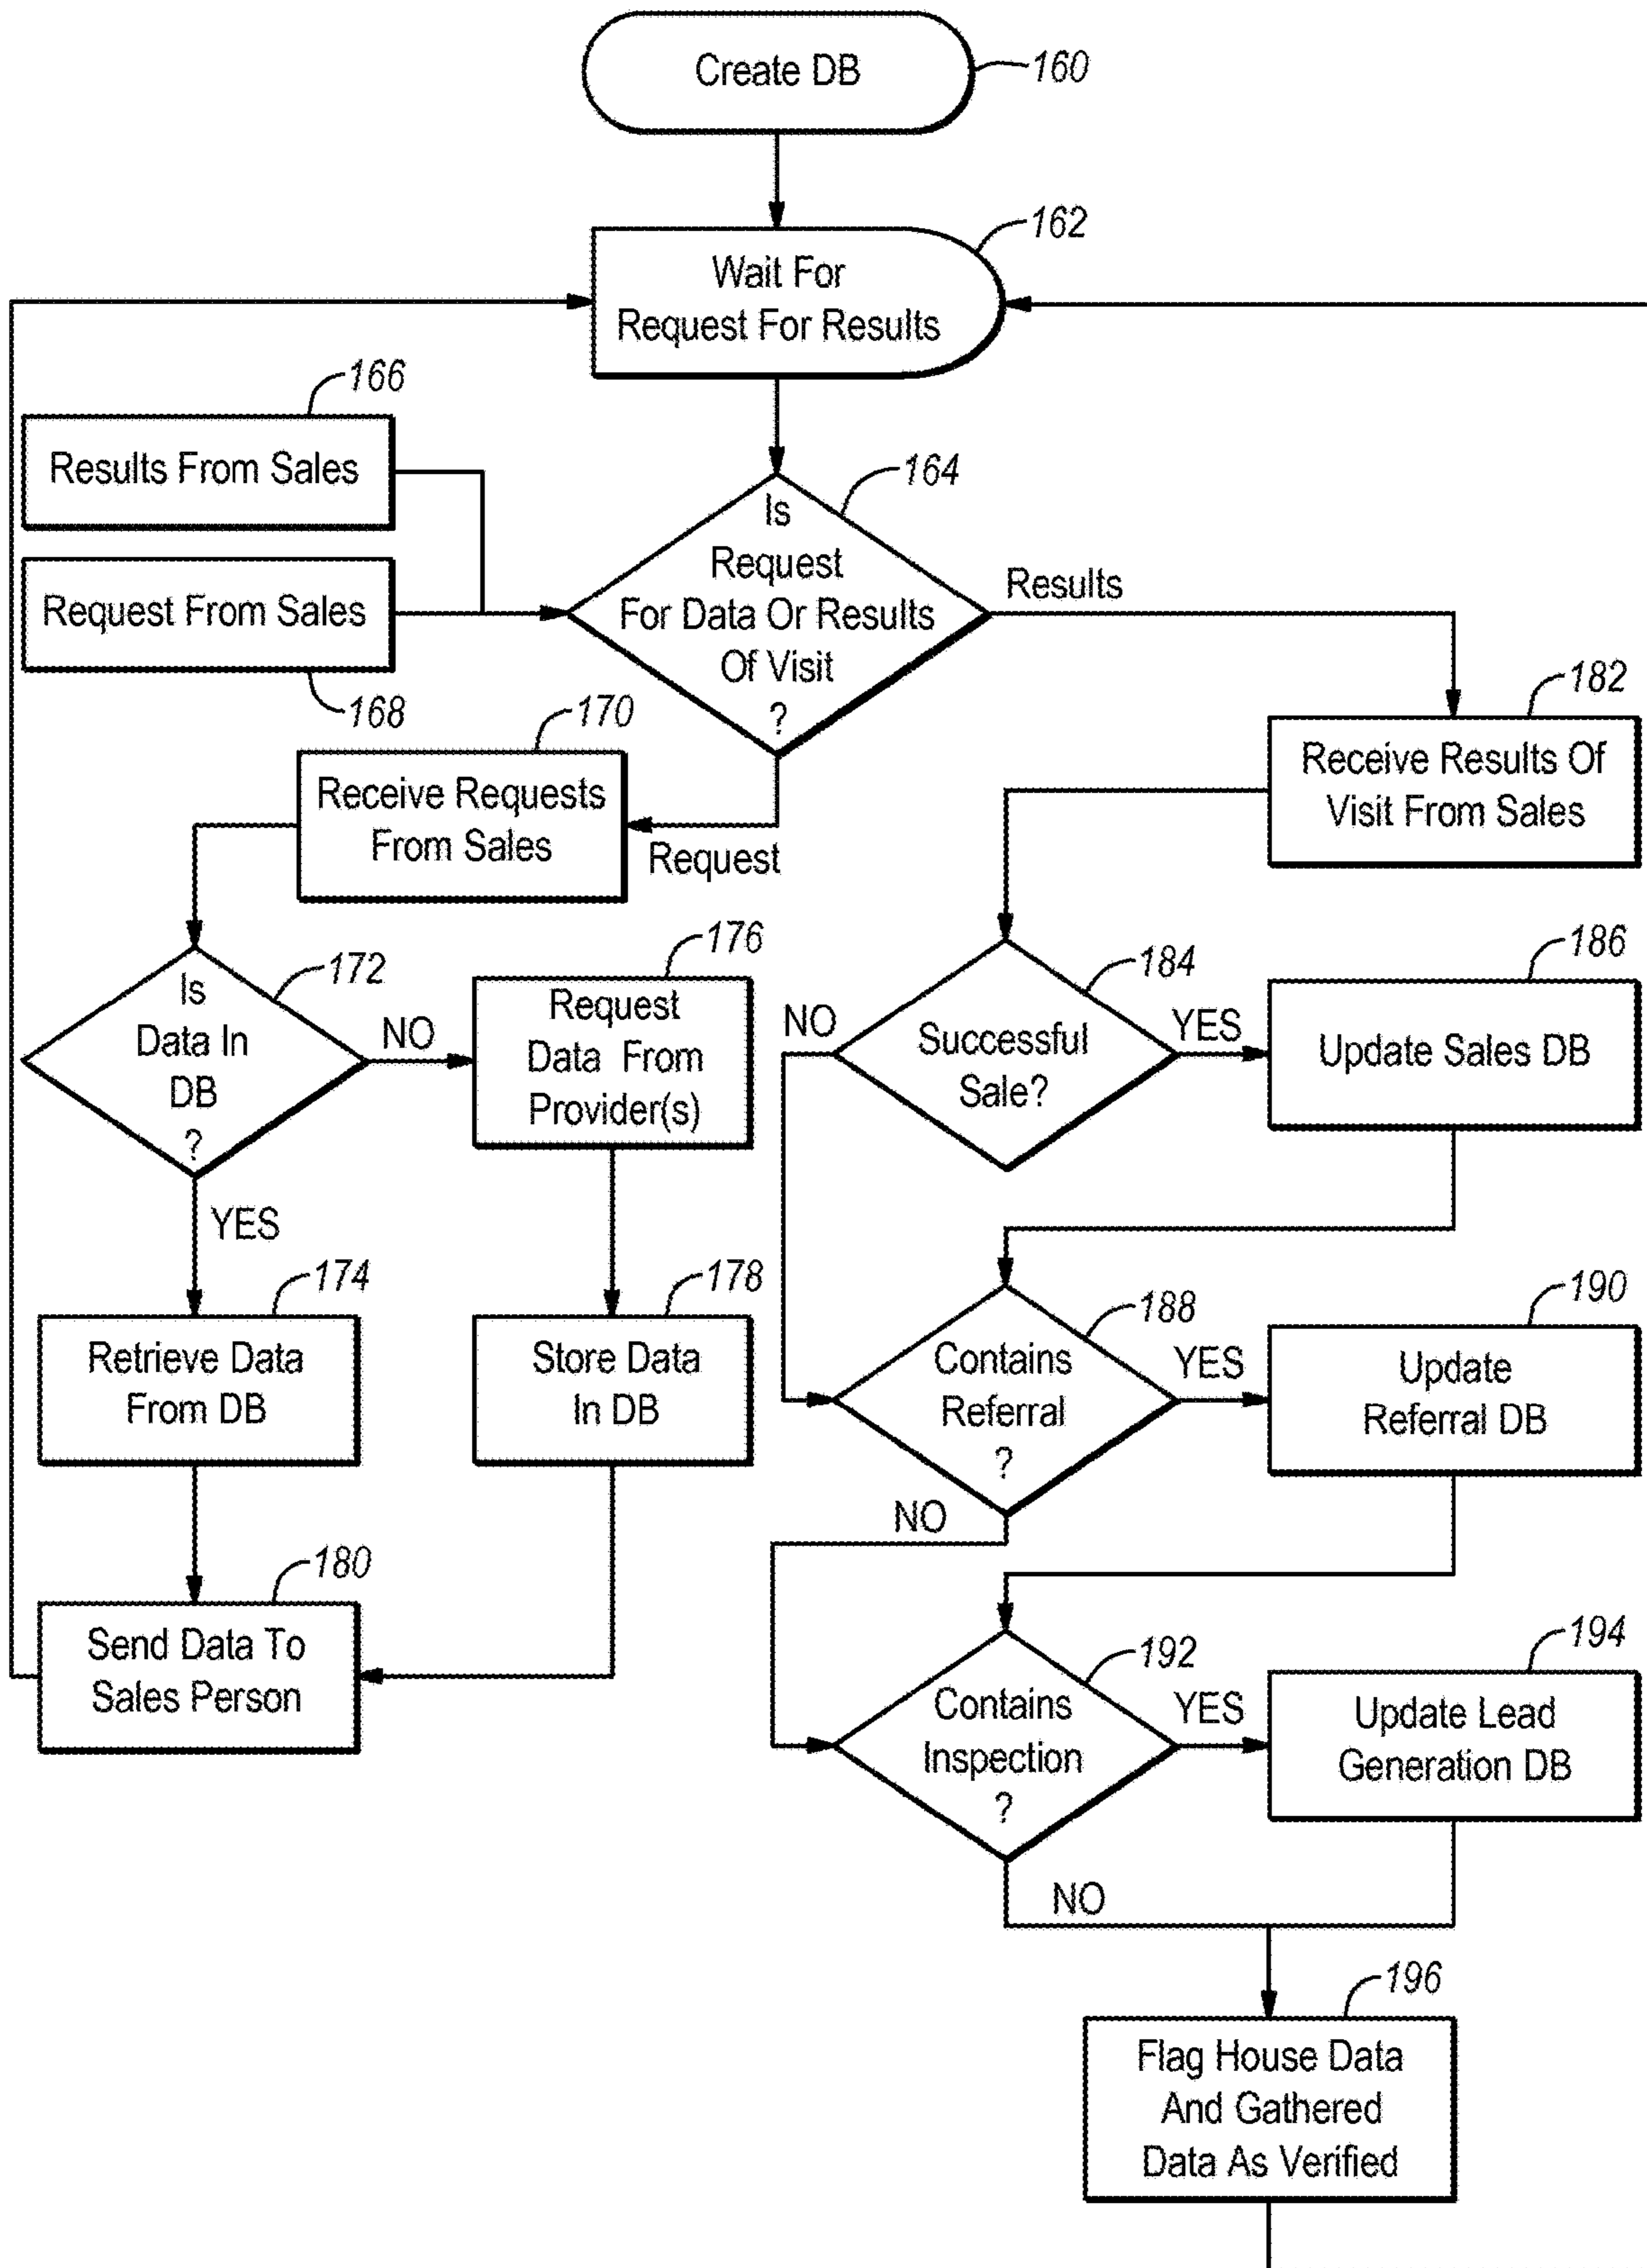 Create DB
160
Wait For
Request For Results
162
166
Results From Sales
Request From Sales
168
Is
Request
For Data Or Results
Of Visit
?
164
Results
Request
170
Receive Requests
From Sales
182
Receive Results Of
Visit From Sales
Is
Data In
DB
?
172
NO
YES
176
Request
Data From
Provider(s)
184
Successful
Sale?
NO
YES
186
Update Sales DB
174
Retrieve Data
From DB
178
Store Data
In DB
188
Contains
Referral
?
YES
NO
190
Update
Referral DB
180
Send Data To
Sales Person
192
Contains
Inspection
?
YES
NO
194
Update Lead
Generation DB
196
Flag House Data
And Gathered
Data As Verified